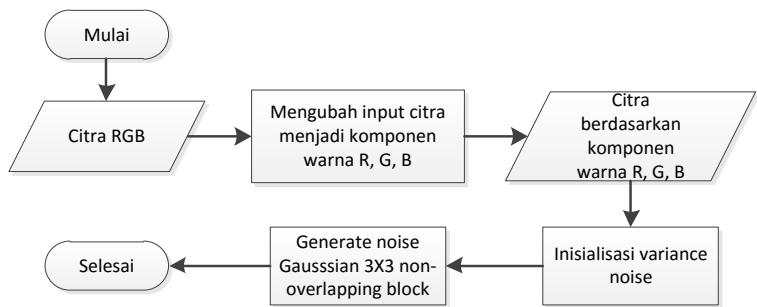 Mulai
Citra RGB
Mengubah input citra
menjadi komponen
warna R, G, B
Citra
berdasarkan
komponen
warna R, G, B
Inisialisasi variance
noise
Generate noise
Gausssian 3X3 non-
overlapping block
Selesai